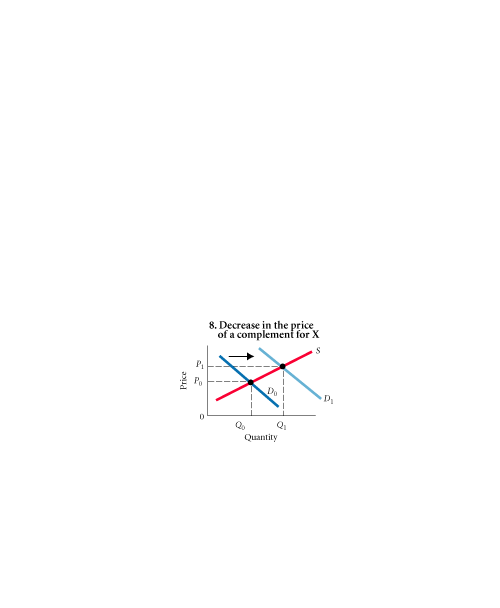 8. Decrease in the price
of a complement for X
S
P1
P0
Price
D0
D1
0
Q0
Q1
Quantity